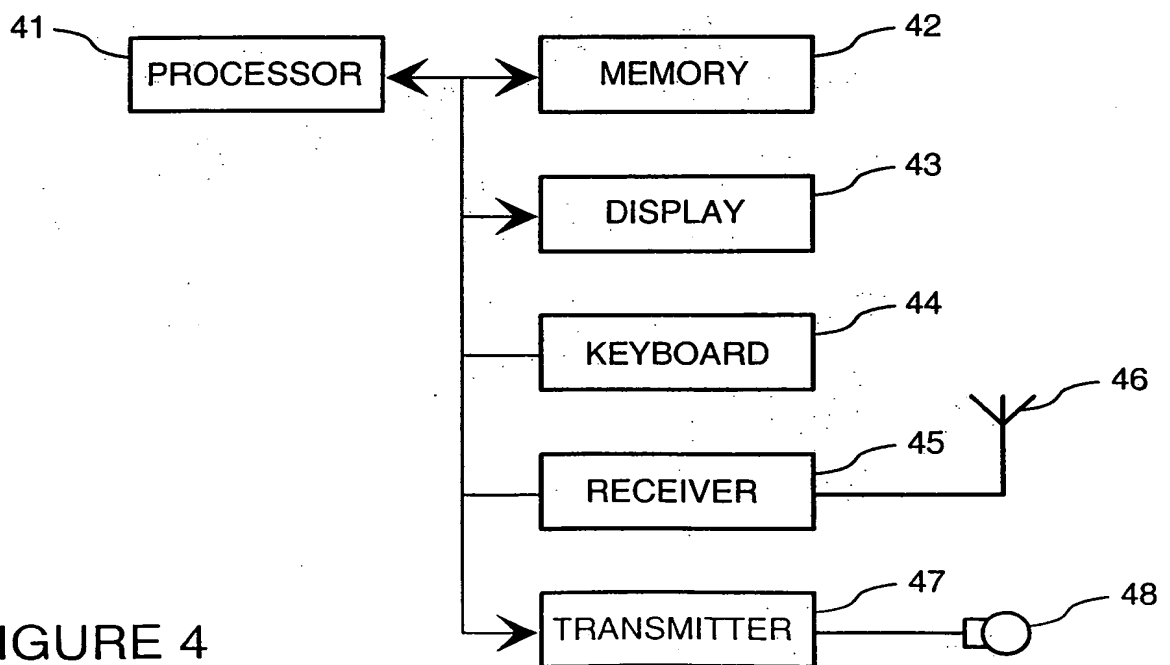 41
PROCESSOR
MEMORY
42
DISPLAY
43
KEYBOARD
44
RECEIVER
45
46
TRANSMITTER
47
48
IGURE 4